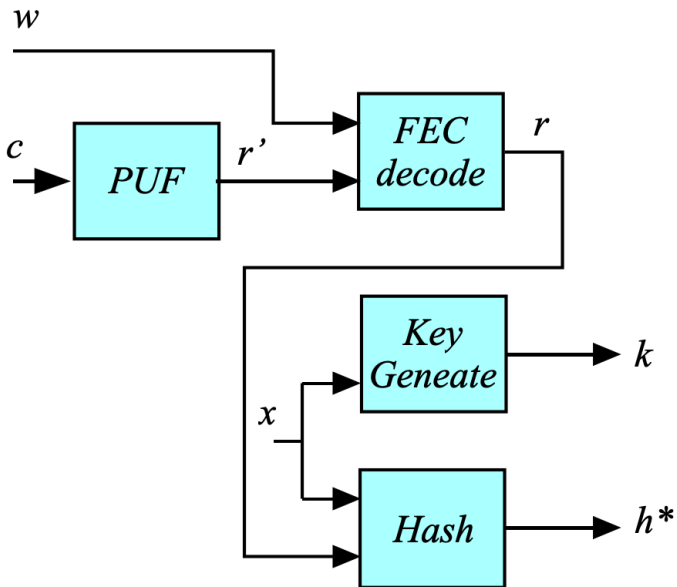 w
c
PUF
r’
FEC
decode
r
Key
Geneate
k
x
Hash
h*